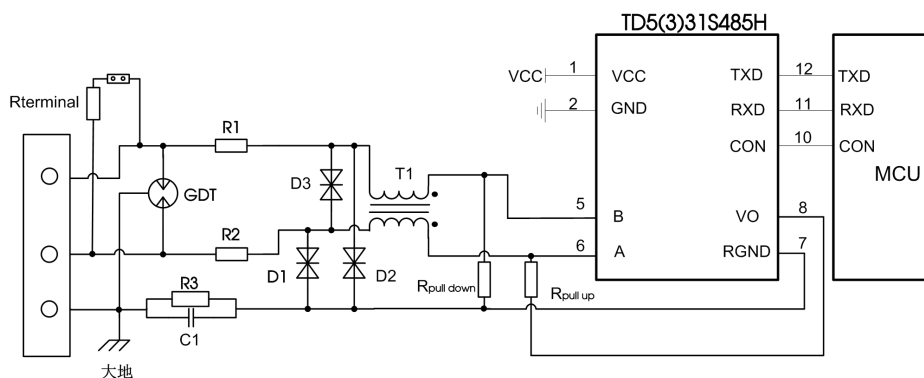 TD5(3)31S485H
VCC 1 VCC TXD 12 TXD
2 GND RXD 11 RXD
CON 10 CON
MCU
Rterminal
R1
GDT
D3
T1
5 B VO 8
R2
6 A RGND 7
D1
D2
R3
Rpull down
Rpull up
C1
大地